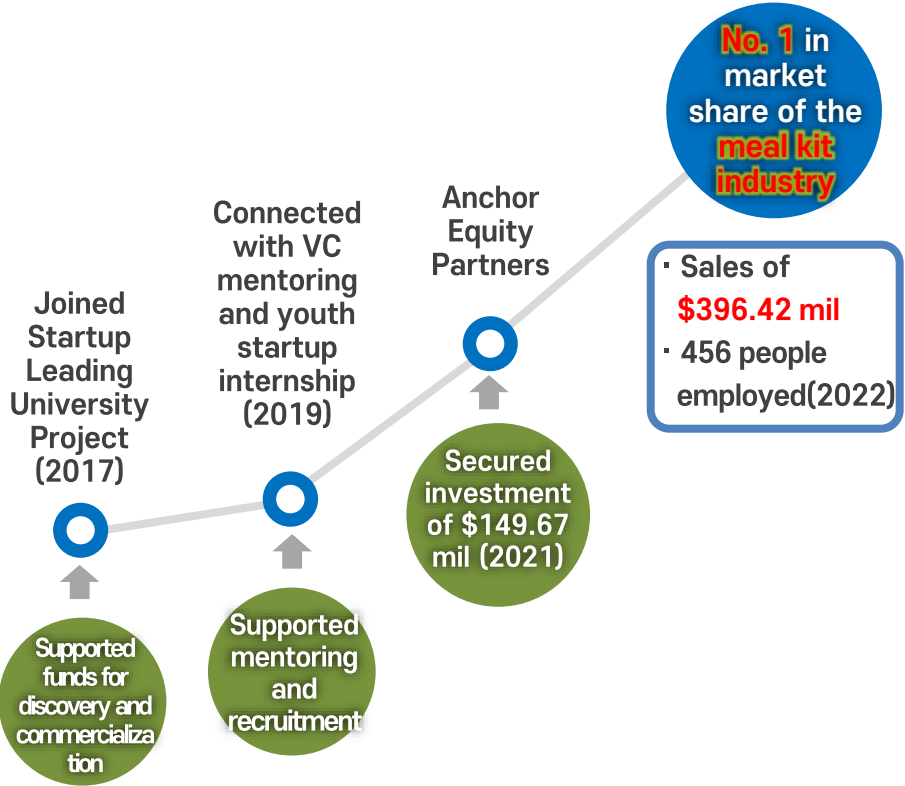 Joined
Startup
Leading
University
Project
(2017)
Supported
funds for
discovery and
commercializa
tion
Connected
with VC
mentoring
and youth
startup
internship
(2019)
Supported
mentoring
and
recruitment
Anchor
Equity
Partners
Secured
investment
of $149.67
mil (2021)
No. 1 in
market
share of the
meal kit
industry
· Sales of
$396.42 mil
· 456 people
employed(2022)